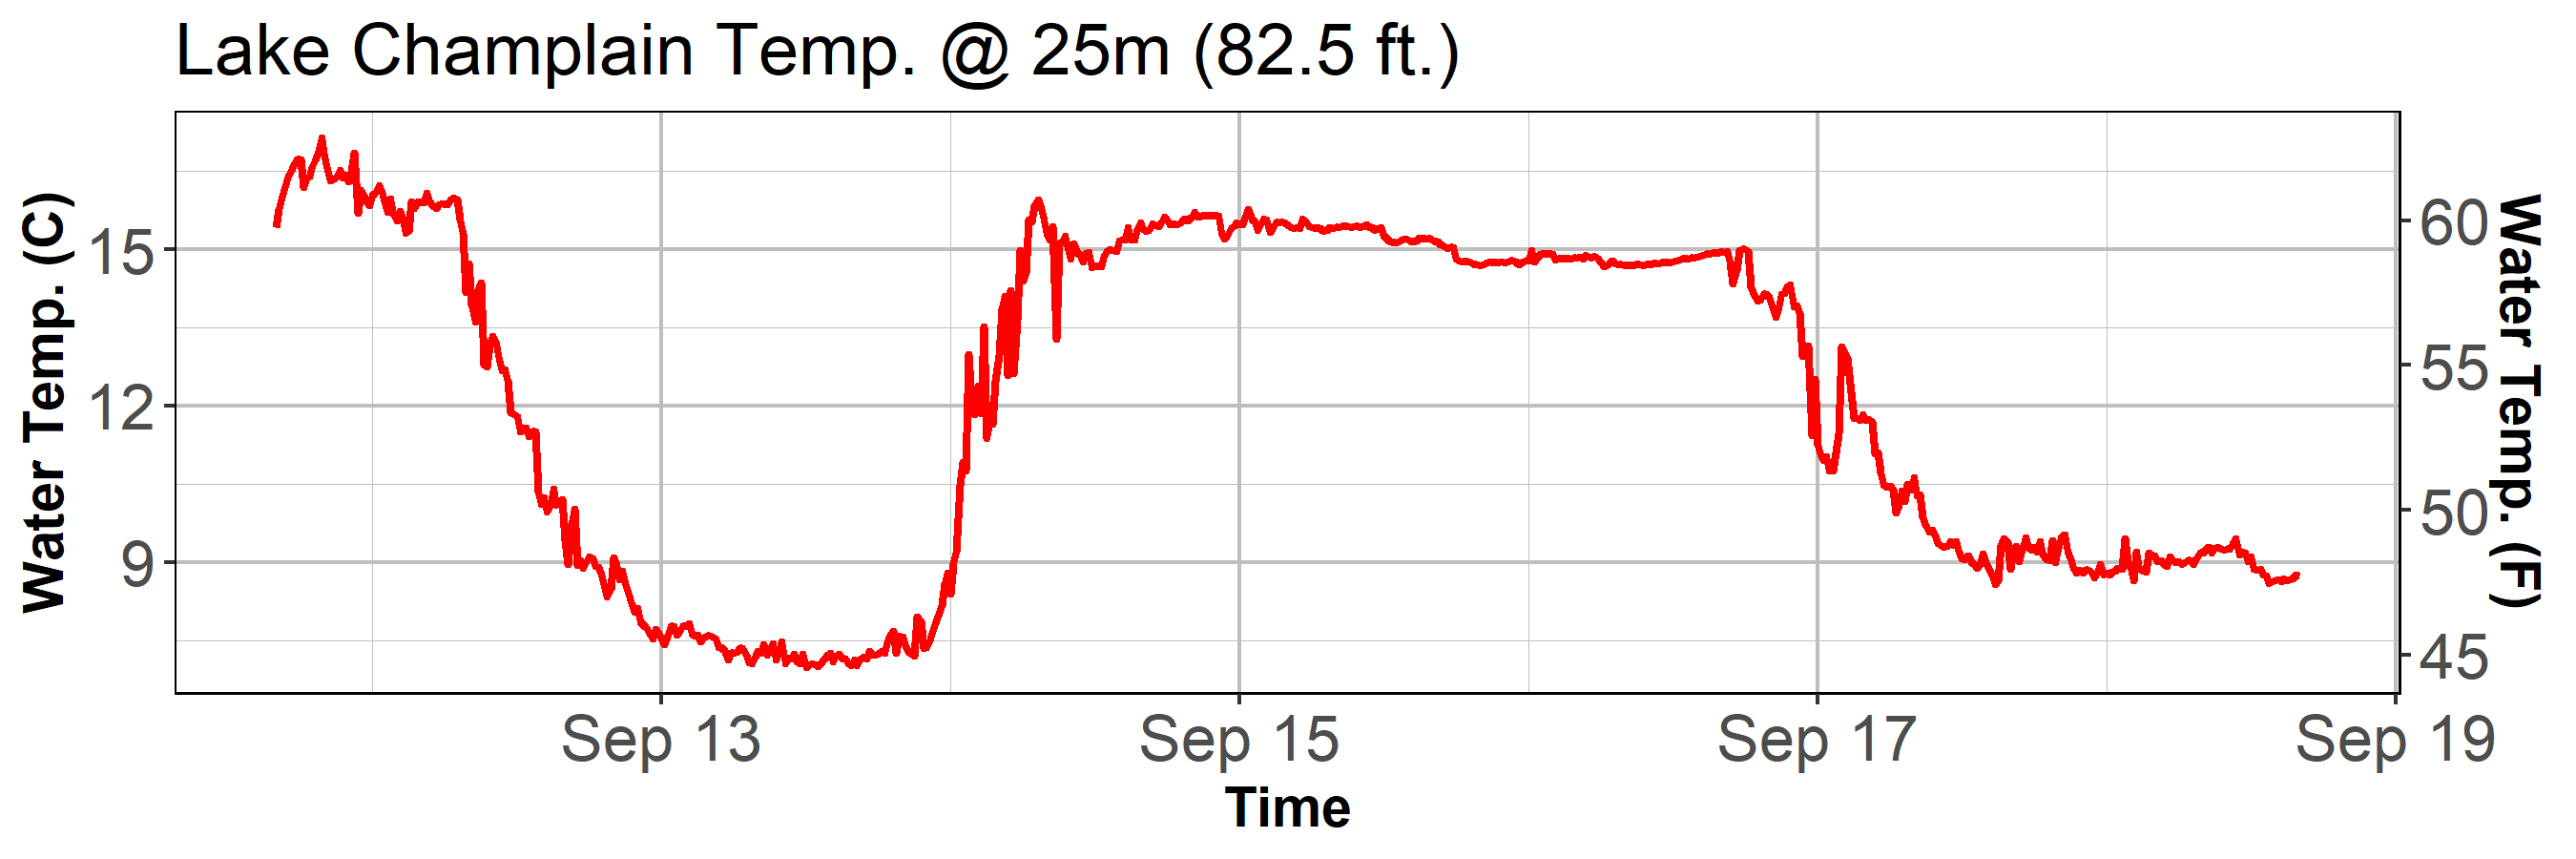 Lake Champlain Temp. @ 25m (82.5 ft.)
Water Temp. (C)
15
12
9
60
55
50
45
Water Temp. (F)
Sep 13
Sep 15
Sep 17
Sep 19
Time